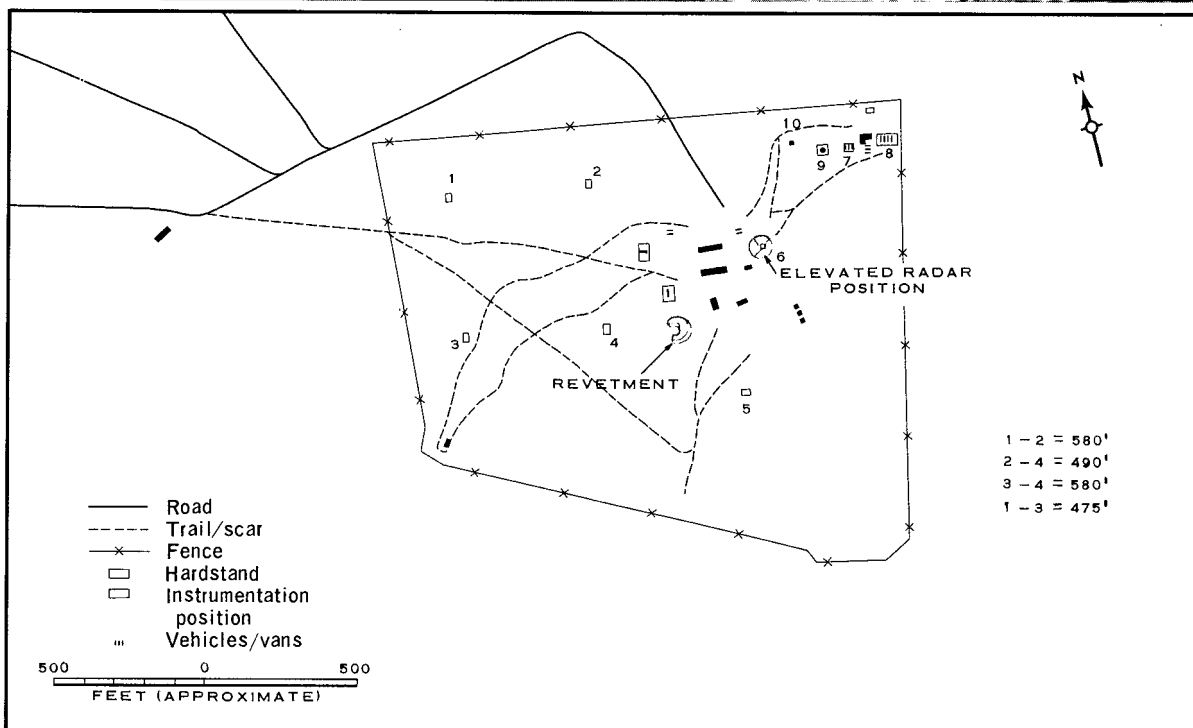 N
10
1
2
9
7
8
6
ELEVATED RADAR
POSITION
3
4
REVETMENT
5
1 – 2 = 580'
2 – 4 = 490'
3 – 4 = 580'
1 – 3 = 475'
Road
Trail/scar
Fence
Hardstand
Instrumentation
position
Vehicles/vans
500 0 500
FEET (APPROXIMATE)